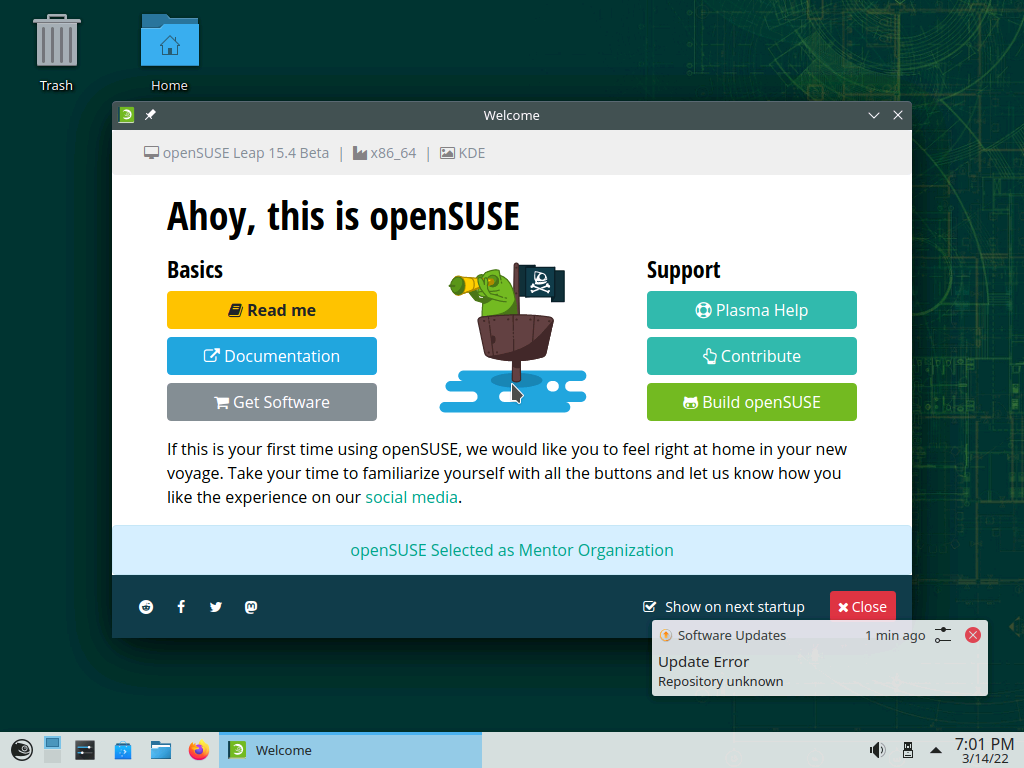 Trash
Home
Welcome
openSUSE Leap 15.4 Beta | x86_64 | KDE
Ahoy, this is openSUSE
Basics
Support
Read me
Plasma Help
Documentation
Contribute
Get Software
Build openSUSE
If this is your first time using openSUSE, we would like you to feel right at home in your new
voyage. Take your time to familiarize yourself with all the buttons and let us know how you
like the experience on our social media.
openSUSE Selected as Mentor Organization
Show on next startup
Close
Software Updates
1 min ago
Update Error
Repository unknown
Welcome
7:01 PM
3/14/22